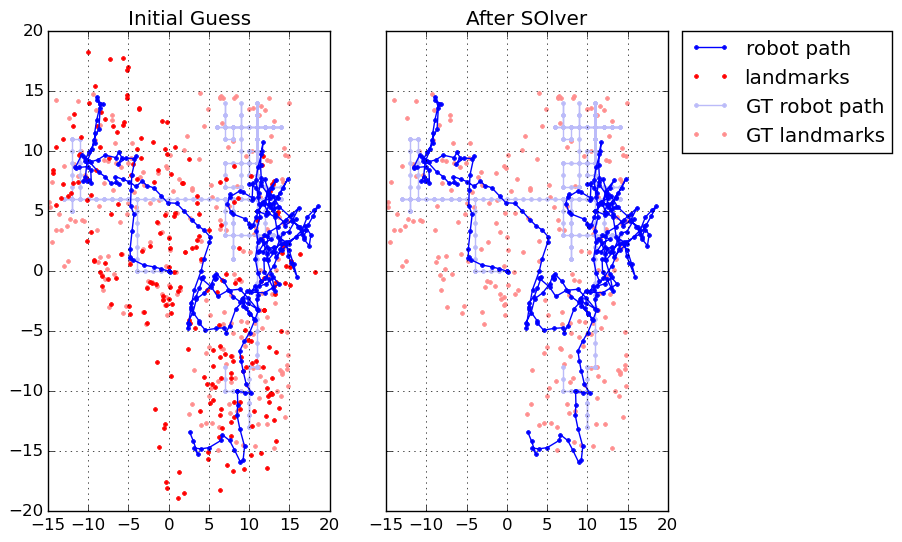 Initial Guess
After SOlver
robot path
landmarks
GT robot path
GT landmarks
20
15
10
5
0
−5
−10
−15
−20
−15 −10 −5 0 5 10 15 20
−15 −10 −5 0 5 10 15 20